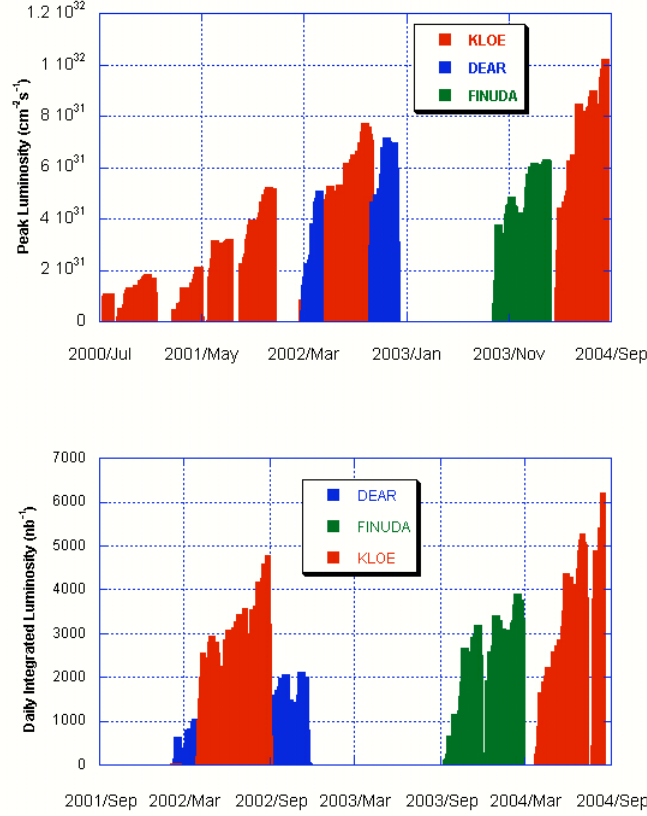 1.2 10³²
1 10³²
8 10³¹
6 10³¹
4 10³¹
2 10³¹
0
Peak Luminosity (cm⁻²s⁻¹)
KLOE
DEAR
FINUDA
2000/Jul 2001/May 2002/Mar 2003/Jan 2003/Nov 2004/Sep
7000
6000
5000
4000
3000
2000
1000
0
Daily Integrated Luminosity (nb⁻¹)
DEAR
FINUDA
KLOE
2001/Sep 2002/Mar 2002/Sep 2003/Mar 2003/Sep 2004/Mar 2004/Sep